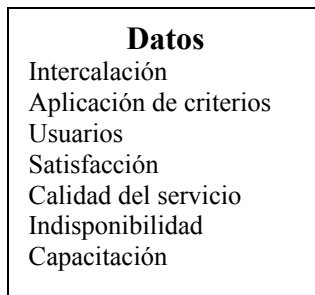 Datos
Intercalación
Aplicación de criterios
Usuarios
Satisfacción
Calidad del servicio
Indisponibilidad
Capacitación